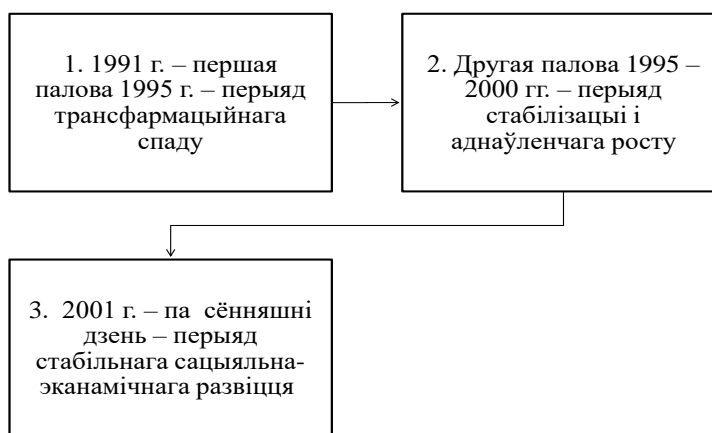 1. 1991 г. – першая
палова 1995 г. – перыяд
трансфармацыйнага
спаду
2. Другая палова 1995 –
2000 гг. – перыяд
стабілізацыі і
аднаўленчага росту
3. 2001 г. – па сённяшні
дзень – перыяд
стабільнага сацыяльна-
эканамічнага развіцця